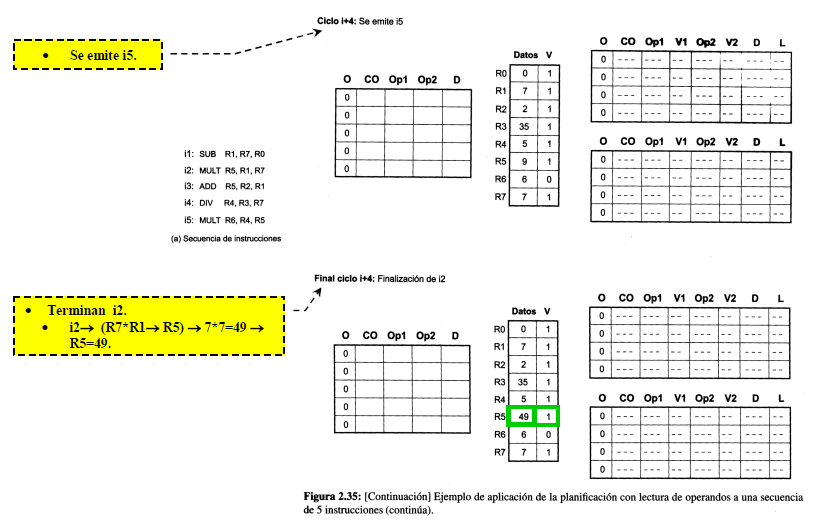 Ciclo i+4: Se emite i5
• Se emite i5.
O CO Op1 Op2 D
0
0
0
0
0
Datos V
R0 0 1
R1 7 1
R2 2 1
R3 35 1
R4 5 1
R5 9 1
R6 6 0
R7 7 1
O CO Op1 V1 Op2 V2 D L
0 --- --- -- --- -- --- --
0 --- --- -- --- -- --- --
0 --- --- -- --- -- --- --
0 --- --- -- --- -- --- --
O CO Op1 V1 Op2 V2 D L
0 --- --- -- --- -- --- --
0 --- --- -- --- -- --- --
0 --- --- -- --- -- --- --
0 --- --- -- --- -- --- --
i1: SUB R1, R7, R0
i2: MULT R5, R1, R7
i3: ADD R5, R2, R1
i4: DIV R4, R3, R7
i5: MULT R6, R4, R5
(a) Secuencia de instrucciones
Final ciclo i+4: Finalización de i2
• Terminan i2.
• i2→ (R7*R1→ R5) → 7*7=49 →
R5=49.
O CO Op1 Op2 D
0
0
0
0
0
Datos V
R0 0 1
R1 7 1
R2 2 1
R3 35 1
R4 5 1
R5 49 1
R6 6 0
R7 7 1
O CO Op1 V1 Op2 V2 D L
0 --- --- -- --- -- --- --
0 --- --- -- --- -- --- --
0 --- --- -- --- -- --- --
0 --- --- -- --- -- --- --
O CO Op1 V1 Op2 V2 D L
0 --- --- -- --- -- --- --
0 --- --- -- --- -- --- --
0 --- --- -- --- -- --- --
0 --- --- -- --- -- --- --
Figura 2.35: [Continuación] Ejemplo de aplicación de la planificación con lectura de operandos a una secuencia
de 5 instrucciones (continúa).